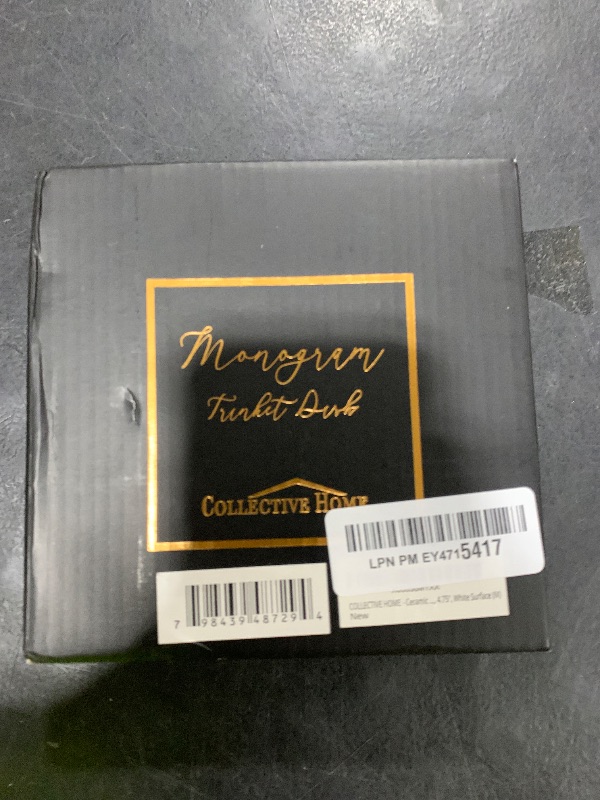 Monogram
Trinket Dish
COLLECTIVE HOME
LPN PM EY4715417
7 98439 48729 4
COLLECTIVE HOME - Ceramic ... 4.75", White Surface (M)
New